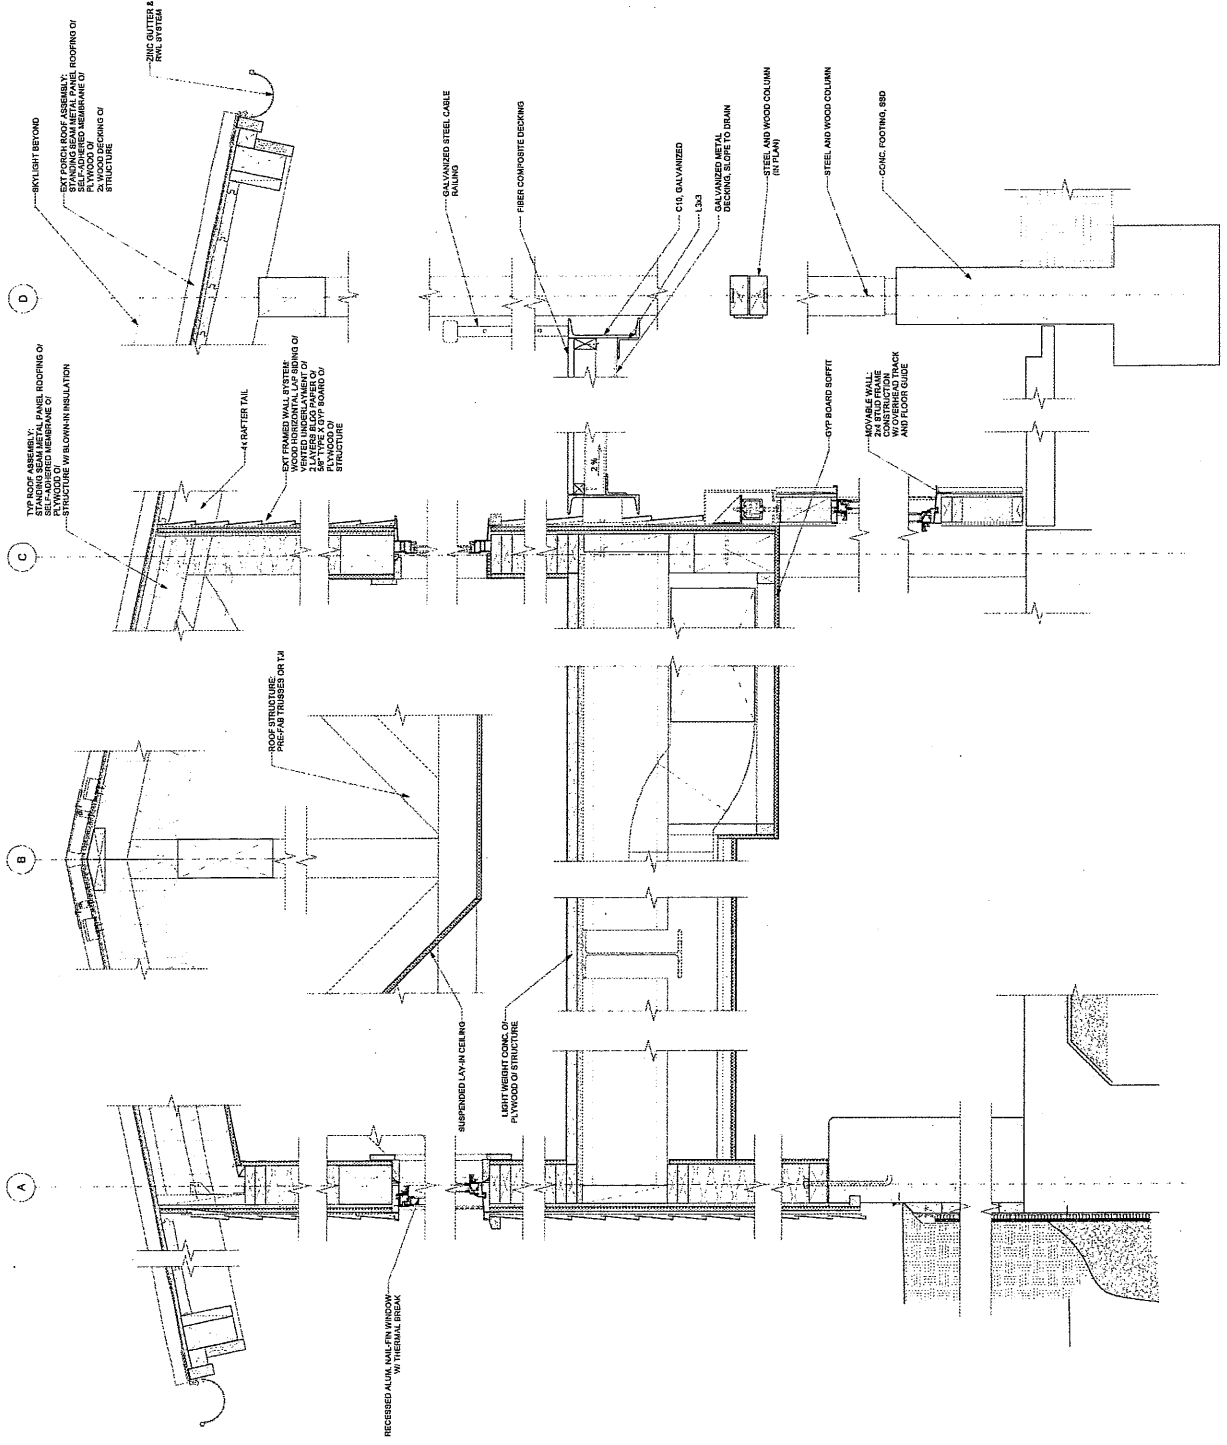 D
C
B
A
SKYLIGHT BEYOND
EXT PORCH ROOF ASSEMBLY:
STANDING SEAM METAL PANEL ROOFING O/
SELF-ADHERED MEMBRANE O/
PLYWOOD O/
2x WOOD DECKING O/
STRUCTURE
ZINC GUTTER &
RWL SYSTEM
GALVANIZED STEEL CABLE
RAILING
FIBER COMPOSITE DECKING
C10, GALVANIZED
L3x3
GALVANIZED METAL
DECKING, SLOPE TO DRAIN
STEEL AND WOOD COLUMN
(IN PLAN)
STEEL AND WOOD COLUMN
CONC. FOOTING, SSD
TYP ROOF ASSEMBLY:
STANDING SEAM METAL PANEL ROOFING O/
SELF-ADHERED MEMBRANE O/
PLYWOOD O/
STRUCTURE W/ BLOWN-IN INSULATION
4x RAFTER TAIL
EXT FRAMED WALL SYSTEM:
WOOD HORIZONTAL LAP SIDING O/
VENTED UNDERLAYMENT O/
2 LAYERS BLDG PAPER O/
5/8" TYPE X GYP BOARD O/
PLYWOOD O/
STRUCTURE
2%
GYP BOARD SOFFIT
MOVABLE WALL:
2x4 STUD FRAME
CONSTRUCTION
W/ OVERHEAD TRACK
AND FLOOR GUIDE
ROOF STRUCTURE:
PRE-FAB TRUSSES OR TJI
SUSPENDED LAY-IN CEILING
LIGHT WEIGHT CONC. O/
PLYWOOD O/ STRUCTURE
RECESSED ALUM. NAIL-FIN WINDOW
W/ THERMAL BREAK